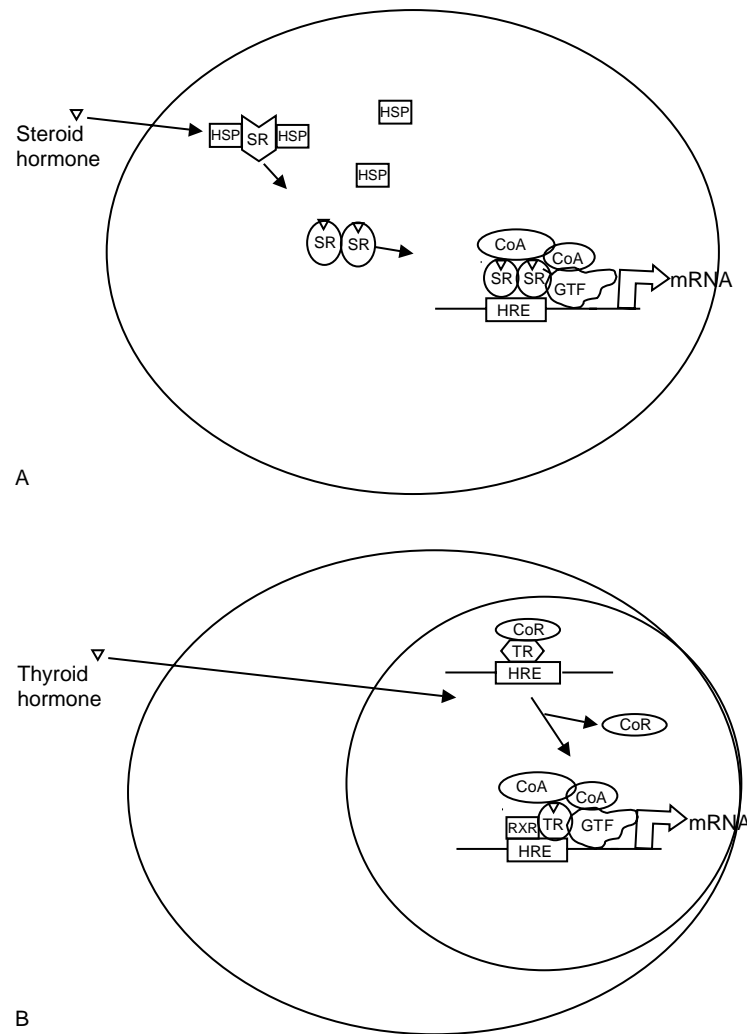 HSP
Steroid
hormone
HSP SR HSP
HSP
SR SR
CoA
CoA
SR SR GTF
mRNA
HRE
A
CoR
TR
HRE
Thyroid
hormone
CoR
CoA
CoA
RXR TR GTF
mRNA
HRE
B